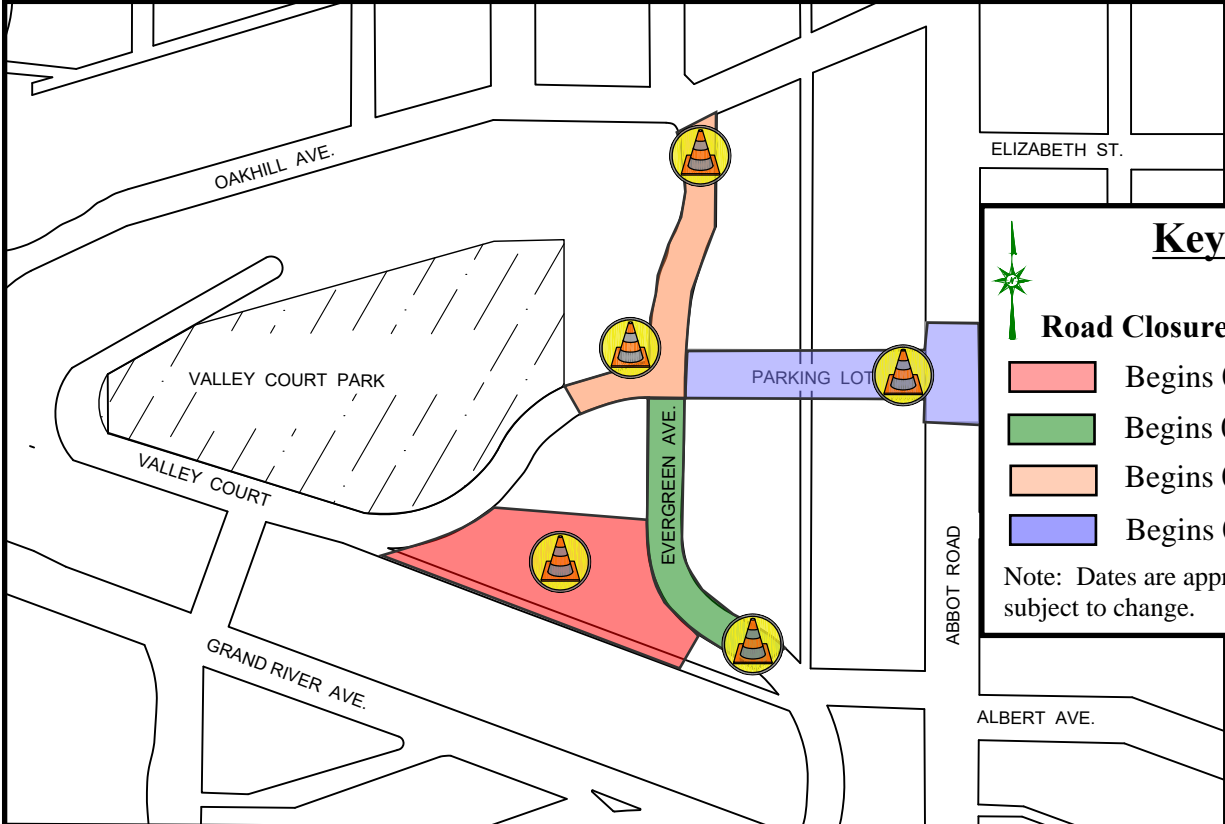 OAKHILL AVE.
ELIZABETH ST.
Key
Road Closure
VALLEY COURT PARK
PARKING LOT
Begins
Begins
Begins
Begins
EVERGREEN AVE.
VALLEY COURT
ABBOT ROAD
Note: Dates are
subject to change.
GRAND RIVER AVE.
ALBERT AVE.